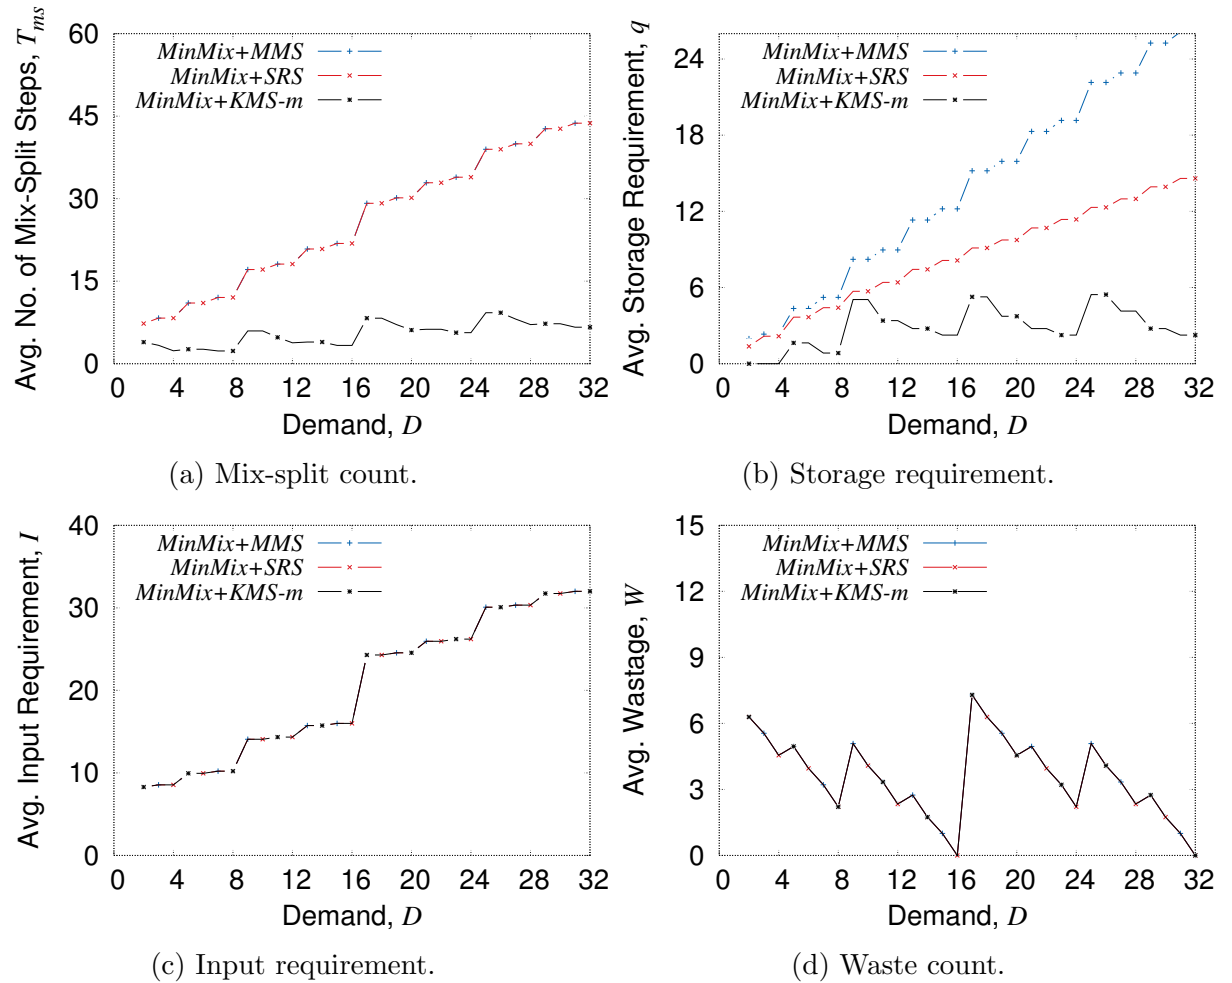 Avg. No. of Mix-Split Steps, T_ms
60
45
30
15
0
MinMix+MMS
MinMix+SRS
MinMix+KMS-m
0 4 8 12 16 20 24 28 32
Demand, D
(a) Mix-split count.
Avg. Storage Requirement, q
24
18
12
6
0
MinMix+MMS
MinMix+SRS
MinMix+KMS-m
0 4 8 12 16 20 24 28 32
Demand, D
(b) Storage requirement.
Avg. Input Requirement, I
40
30
20
10
0
MinMix+MMS
MinMix+SRS
MinMix+KMS-m
0 4 8 12 16 20 24 28 32
Demand, D
(c) Input requirement.
Avg. Wastage, W
15
12
9
6
3
0
MinMix+MMS
MinMix+SRS
MinMix+KMS-m
0 4 8 12 16 20 24 28 32
Demand, D
(d) Waste count.